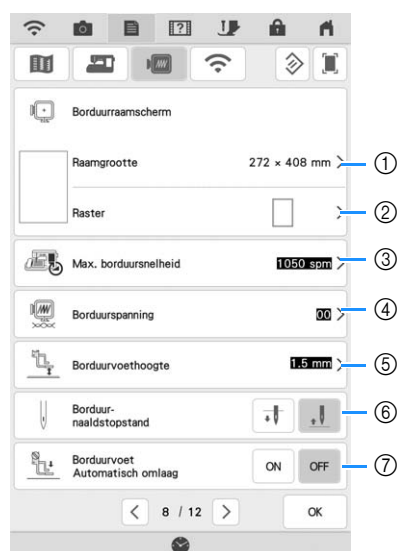 Borduurraamscherm
Raamgrootte 272 × 408 mm ①
Raster ②
Max. borduursnelheid 1050 spm ③
Borduurspanning 00 ④
Borduurvoethoogte 1.5 mm ⑤
Borduur-
naaldstopstand ⑥
Borduurvoet
Automatisch omlaag ON OFF ⑦
8 / 12 OK